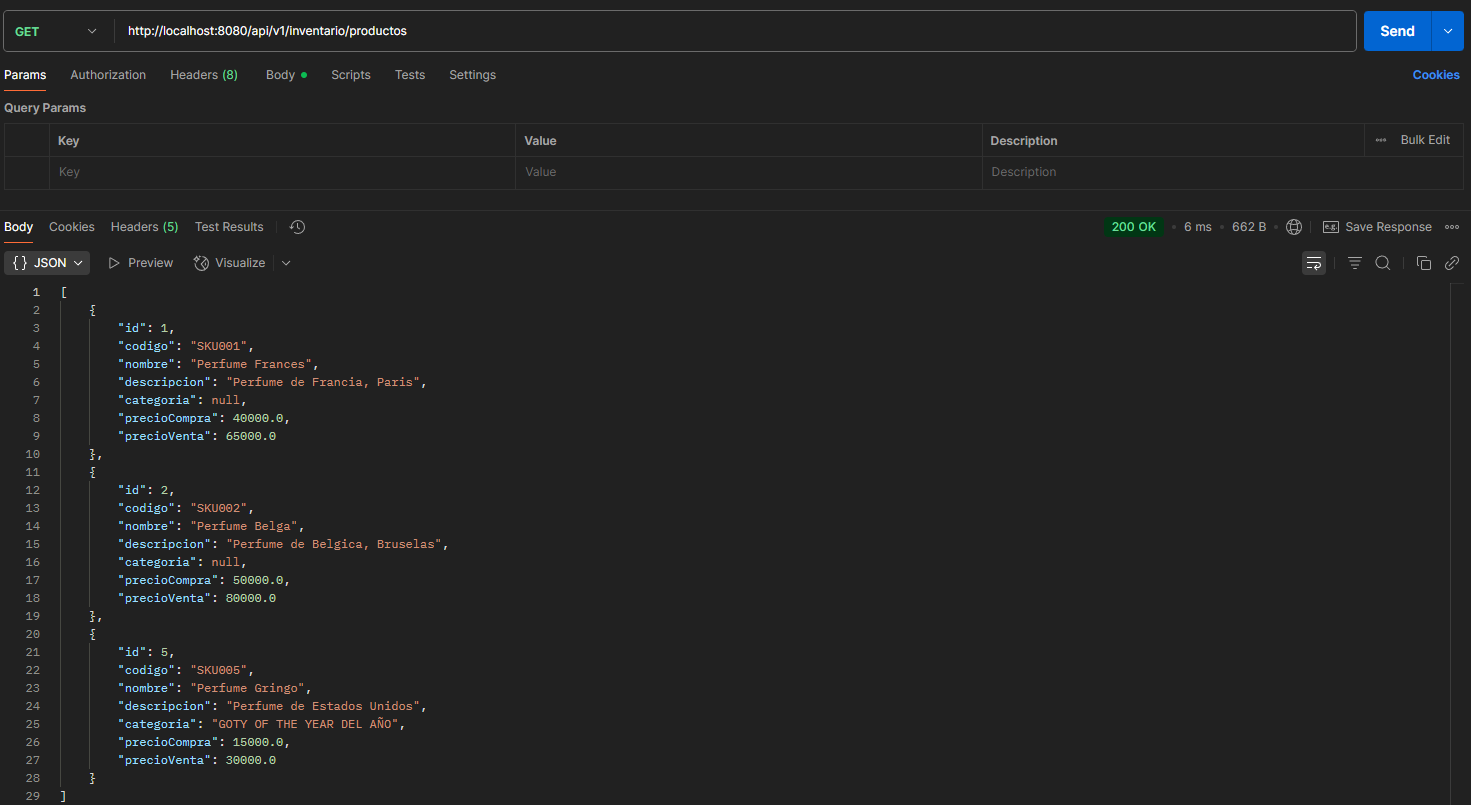 GET http://localhost:8080/api/v1/inventario/productos Send
Params Authorization Headers (8) Body Scripts Tests Settings Cookies
Query Params
Key Value Description Bulk Edit
Key Value Description
Body Cookies Headers (5) Test Results 200 OK 6 ms 662 B e.g. Save Response
{} JSON Preview Visualize
1 [
2 {
3 "id": 1,
4 "codigo": "SKU001",
5 "nombre": "Perfume Frances",
6 "descripcion": "Perfume de Francia, Paris",
7 "categoria": null,
8 "precioCompra": 40000.0,
9 "precioVenta": 65000.0
10 },
11 {
12 "id": 2,
13 "codigo": "SKU002",
14 "nombre": "Perfume Belga",
15 "descripcion": "Perfume de Belgica, Bruselas",
16 "categoria": null,
17 "precioCompra": 50000.0,
18 "precioVenta": 80000.0
19 },
20 {
21 "id": 5,
22 "codigo": "SKU005",
23 "nombre": "Perfume Gringo",
24 "descripcion": "Perfume de Estados Unidos",
25 "categoria": "GOTY OF THE YEAR DEL AÑO",
26 "precioCompra": 15000.0,
27 "precioVenta": 30000.0
28 }
29 ]